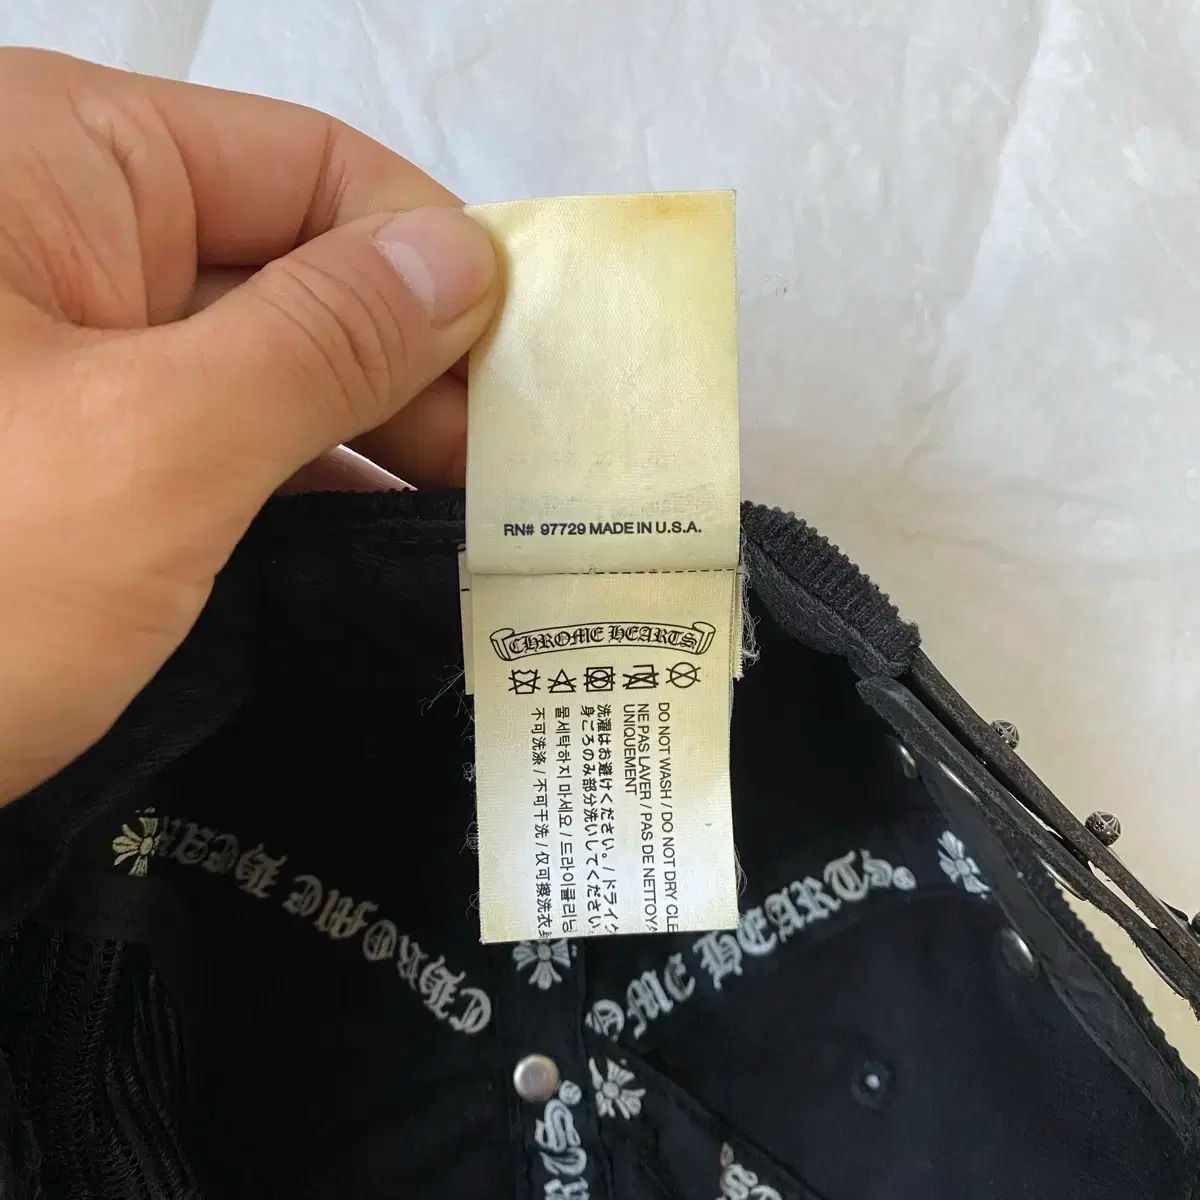 RN# 97729 MADE IN U.S.A.
CHROME HEARTS
DO NOT WASH / DO NOT DRY CLE
NE PAS LAVER / PAS DE NETTOYA
UNIQUEMENT
洗濯はお避けください。/ ドライク
身ごろのみ部分洗いしてください
물세탁하지 마세요 / 드라이클리닝
不可洗涤 / 不可干洗 / 仅可擦洗衣
CHROME HEAR
OME HEARTS®
RTS®